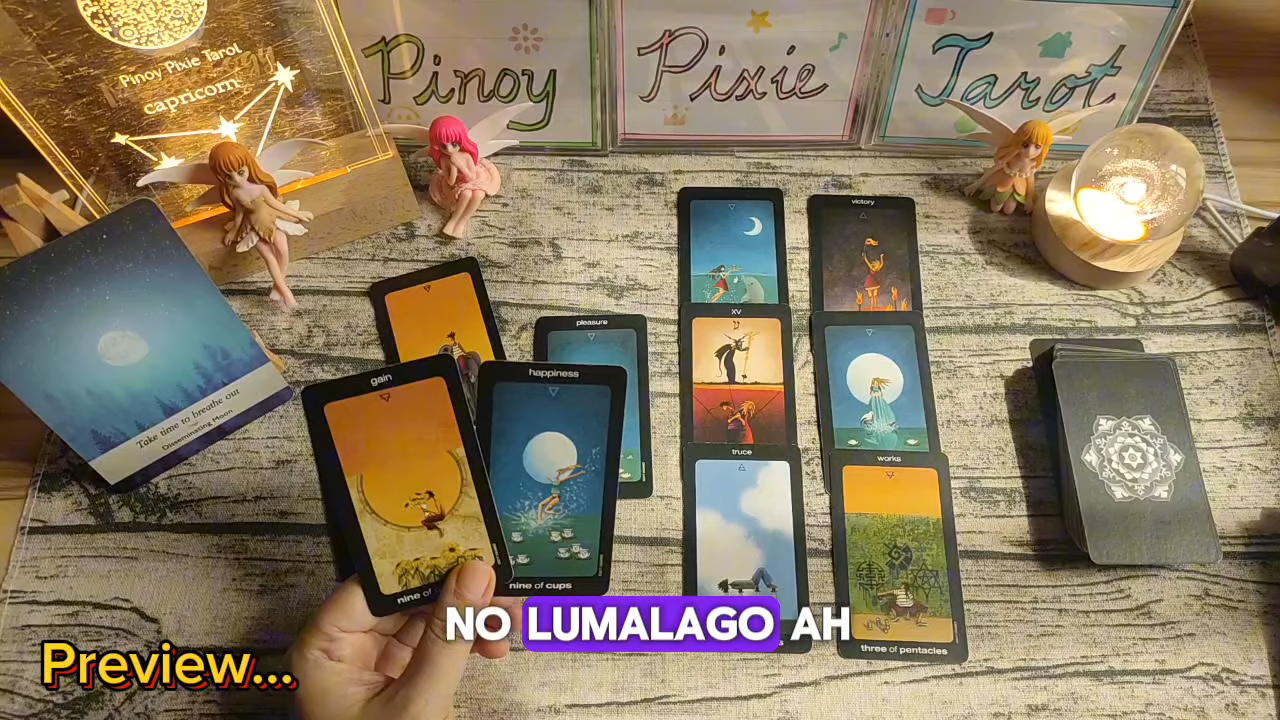 Pinoy Pixie Tarot
capricorn
Pinoy
Pixie
Tarot
Take time to breathe out
Disseminating Moon
gain
nine of
happiness
nine of cups
pleasure
XV
truce
victory
works
three of pentacles
NO LUMALAGO AH
Preview...